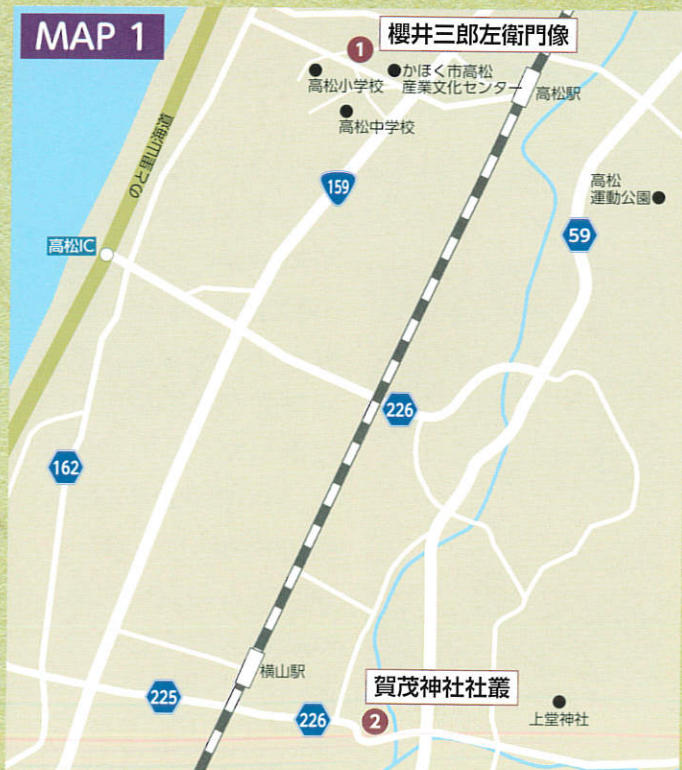 MAP 1
1
櫻井三郎左衛門像
高松小学校
かほく市高松
産業文化センター
高松駅
高松中学校
のと里山海道
159
高松
運動公園
59
高松IC
226
162
横山駅
賀茂神社社叢
225
226
2
上堂神社